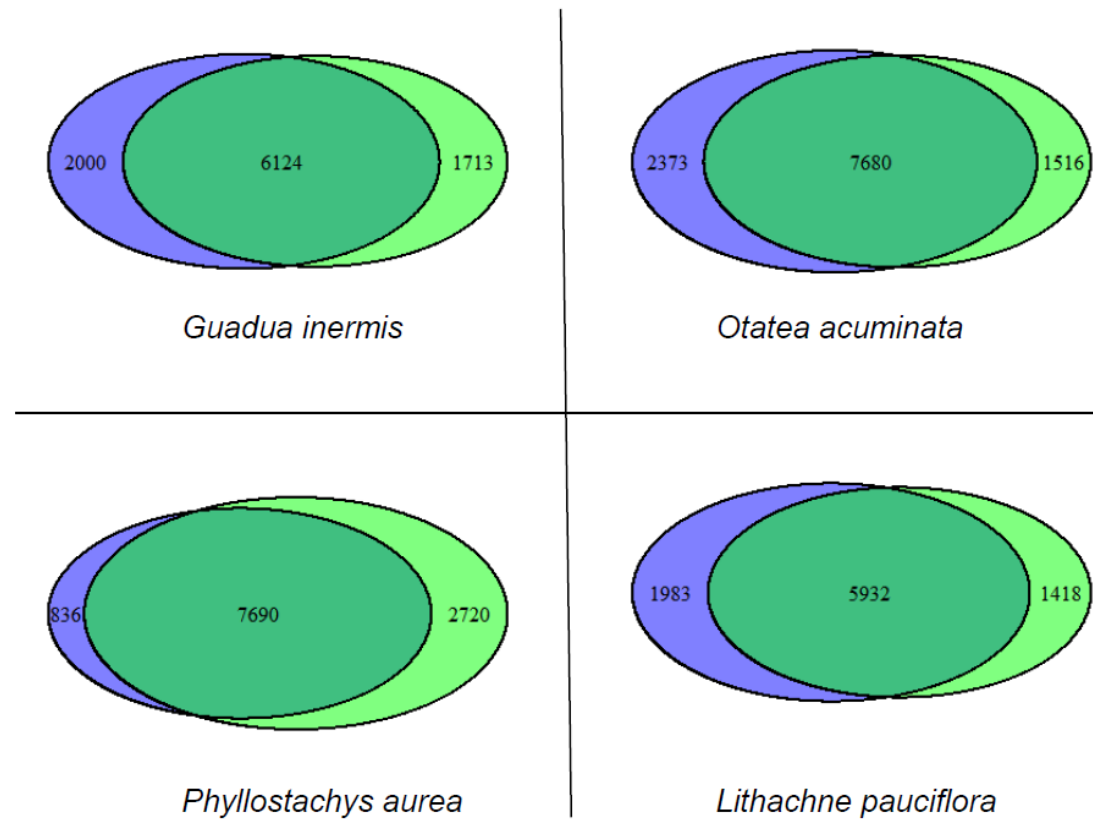 2000 6124 1713
Guadua inermis
2373 7680 1516
Otatea acuminata
836 7690 2720
Phyllostachys aurea
1983 5932 1418
Lithachne pauciflora